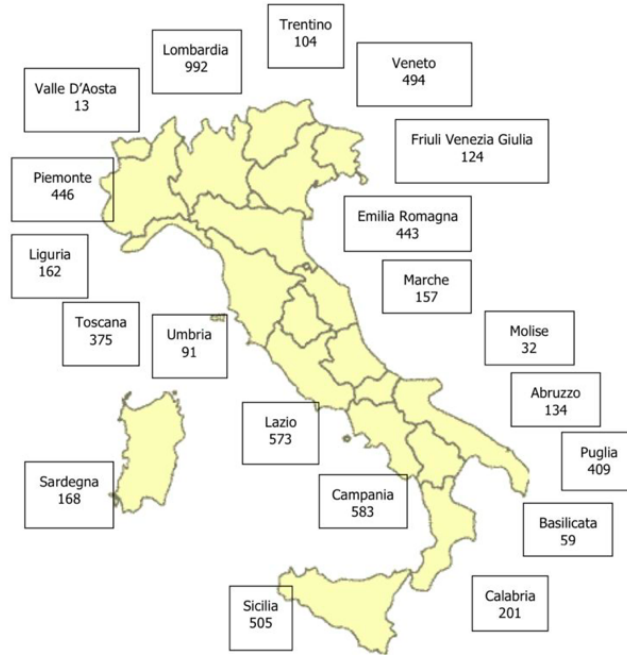 Trentino
104
Lombardia
992
Veneto
494
Valle D'Aosta
13
Friuli Venezia Giulia
124
Piemonte
446
Emilia Romagna
443
Liguria
162
Marche
157
Toscana
375
Umbria
91
Molise
32
Abruzzo
134
Lazio
573
Puglia
409
Sardegna
168
Campania
583
Basilicata
59
Sicilia
505
Calabria
201